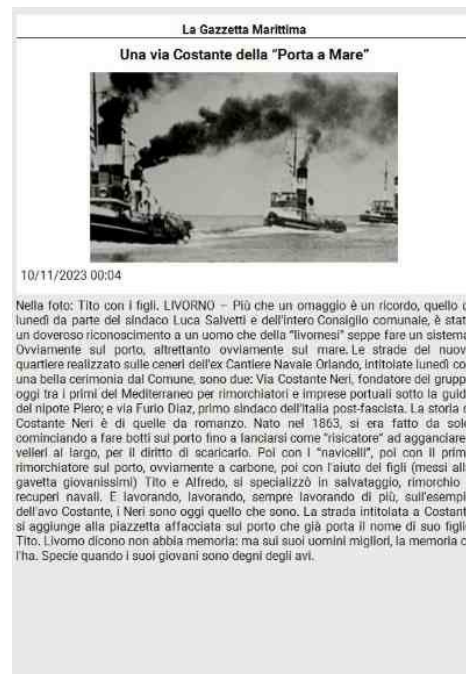 La Gazzetta Marittima
Una via Costante della “Porta a Mare”
10/11/2023 00:04
Nella foto: Tito con i figli. LIVORNO – Più che un omaggio è un ricordo, quello d
lunedì da parte del sindaco Luca Salvetti e dell'intero Consiglio comunale, è stat
un doveroso riconoscimento a un uomo che della “livornesi” seppe fare un sistema
Ovviamente sul porto, altrettanto ovviamente sul mare. Le strade del nuov
quartiere realizzato sulle ceneri dell'ex Cantiere Navale Orlando, intitolate lunedì co
una bella cerimonia dal Comune, sono due: Via Costante Neri, fondatore del grupp
oggi tra i primi del Mediterraneo per rimorchiatori e imprese portuali sotto la guid
del nipote Piero; e via Furio Diaz, primo sindaco dell'Italia post-fascista. La storia
Costante Neri è di quelle da romanzo. Nato nel 1863, si era fatto da sol
cominciando a fare botti sul porto fino a lanciarsi come “risicatore” ad agganciare
velieri al largo, per il diritto di scaricarlo. Poi con i “navicelli”, poi con il prim
rimorchiatore sul porto, ovviamente a carbone, poi con l'aiuto dei figli (messi all
gavetta giovanissimi) Tito e Alfredo, si specializzò in salvataggio, rimorchio
recuperi navali. E lavorando, lavorando, sempre lavorando di più, sull'esempi
dell'avo Costante, i Neri sono oggi quello che sono. La strada intitolata a Costant
si aggiunge alla piazzetta affacciata sul porto che già porta il nome di suo figli
Tito. Livorno dicono non abbia memoria: ma sui suoi uomini migliori, la memoria c
l'ha. Specie quando i suoi giovani sono degni degli avi.